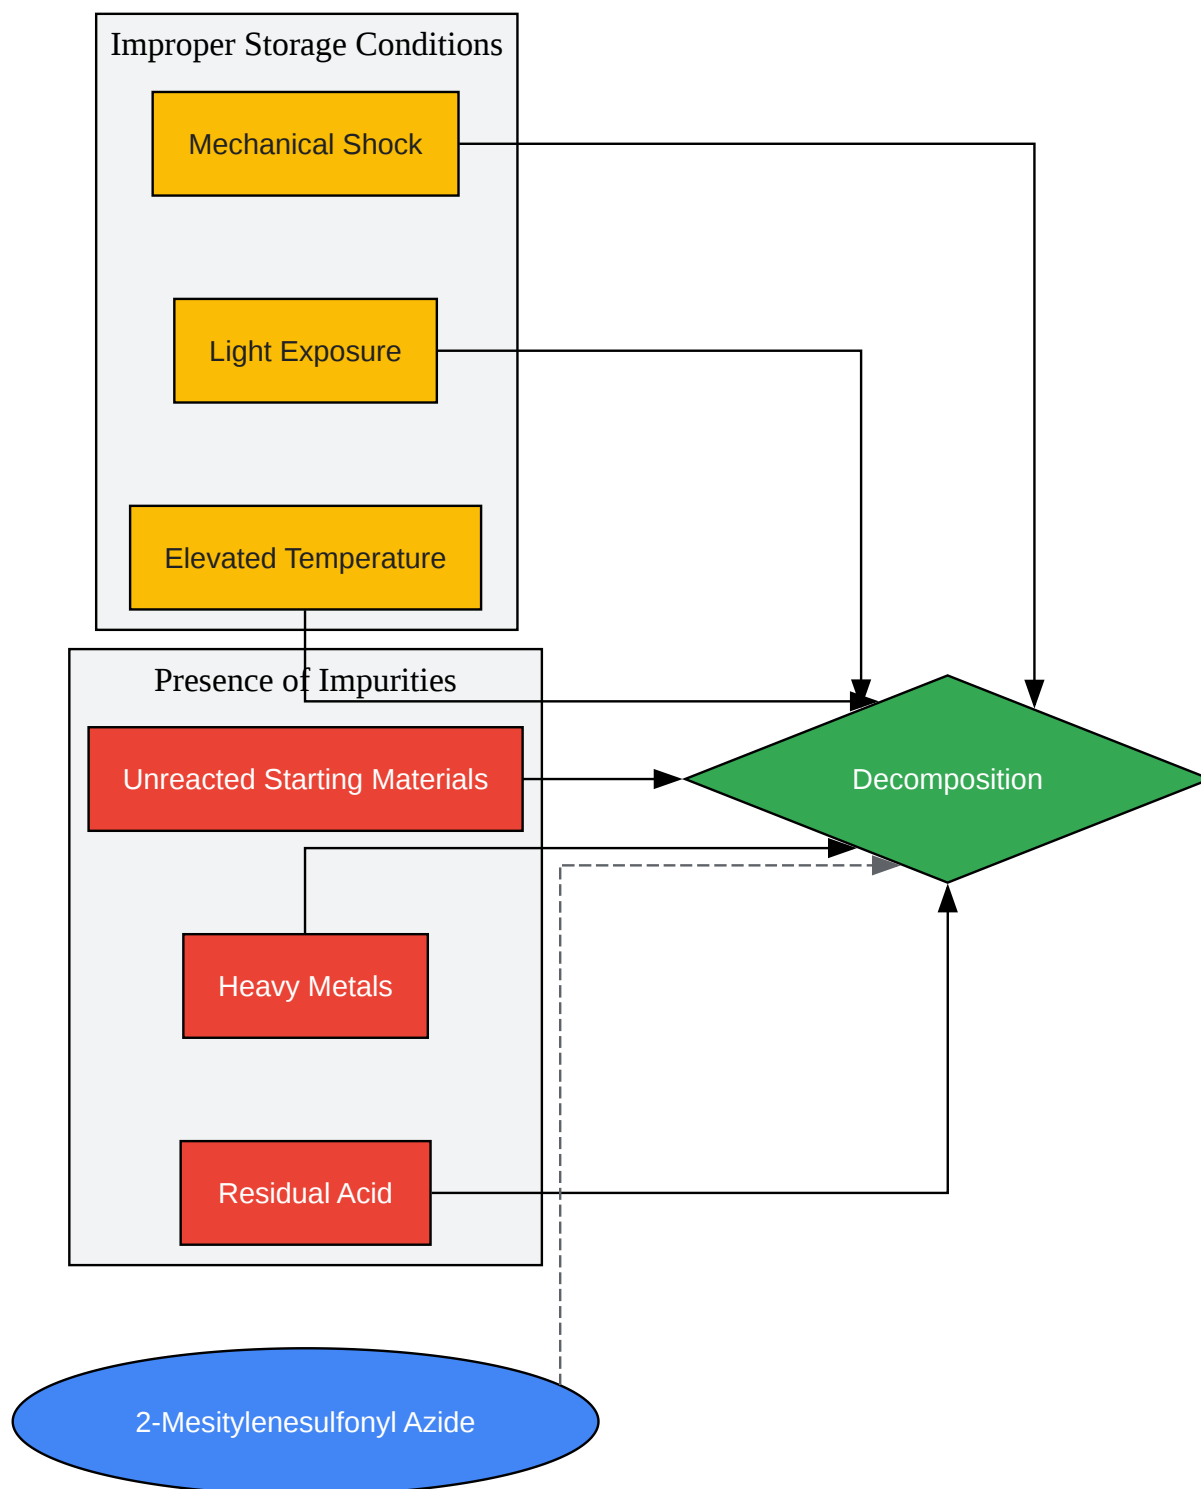 Improper Storage Conditions
Mechanical Shock
Light Exposure
Elevated Temperature
Presence of Impurities
Unreacted Starting Materials
Decomposition
Heavy Metals
Residual Acid
2-Mesitylenesulfonyl Azide